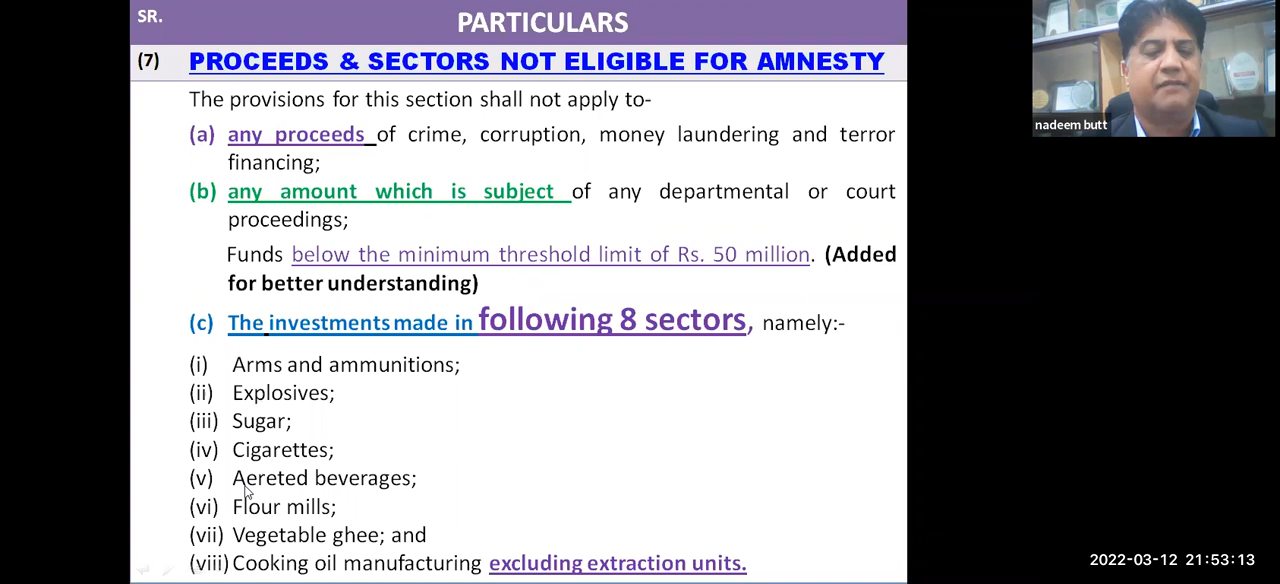 SR.
PARTICULARS
(7) PROCEEDS & SECTORS NOT ELIGIBLE FOR AMNESTY
The provisions for this section shall not apply to-
(a) any proceeds of crime, corruption, money laundering and terror
financing;
(b) any amount which is subject of any departmental or court
proceedings;
Funds below the minimum threshold limit of Rs. 50 million. (Added
for better understanding)
(c) The investments made in following 8 sectors, namely:-
(i) Arms and ammunitions;
(ii) Explosives;
(iii) Sugar;
(iv) Cigarettes;
(v) Aereted beverages;
(vi) Flour mills;
(vii) Vegetable ghee; and
(viii) Cooking oil manufacturing excluding extraction units.
nadeem butt
2022-03-12 21:53:13